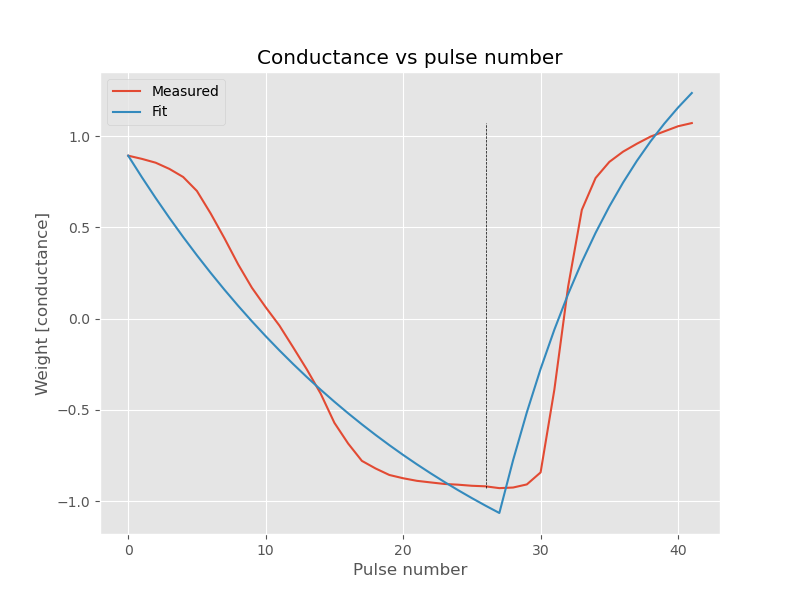 Conductance vs pulse number
Measured
Fit
1.0
0.5
0.0
−0.5
−1.0
Weight [conductance]
0 10 20 30 40
Pulse number